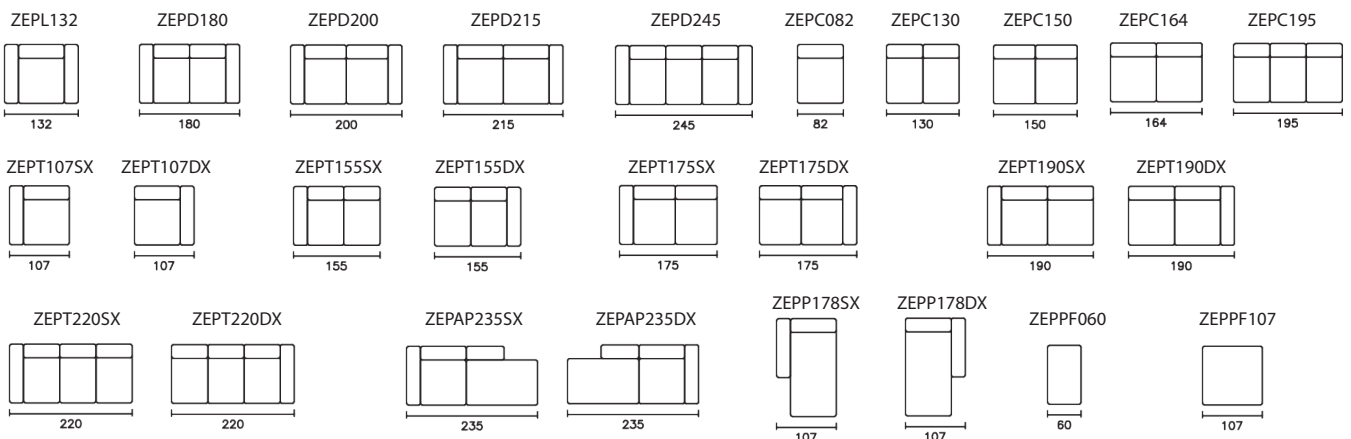 ZEPL132 ZEPD180 ZEPD200 ZEPD215 ZEPD245 ZEPC082 ZEPC130 ZEPC150 ZEPC164 ZEPC195
132 180 200 215 245 82 130 150 164 195
ZEPT107SX ZEPT107DX ZEPT155SX ZEPT155DX ZEPT175SX ZEPT175DX ZEPT190SX ZEPT190DX
107 107 155 155 175 175 190 190
ZEPT220SX ZEPT220DX ZEPAP235SX ZEPAP235DX ZEPP178SX ZEPP178DX ZEPPF060 ZEPPF107
220 220 235 235 107 107 60 107